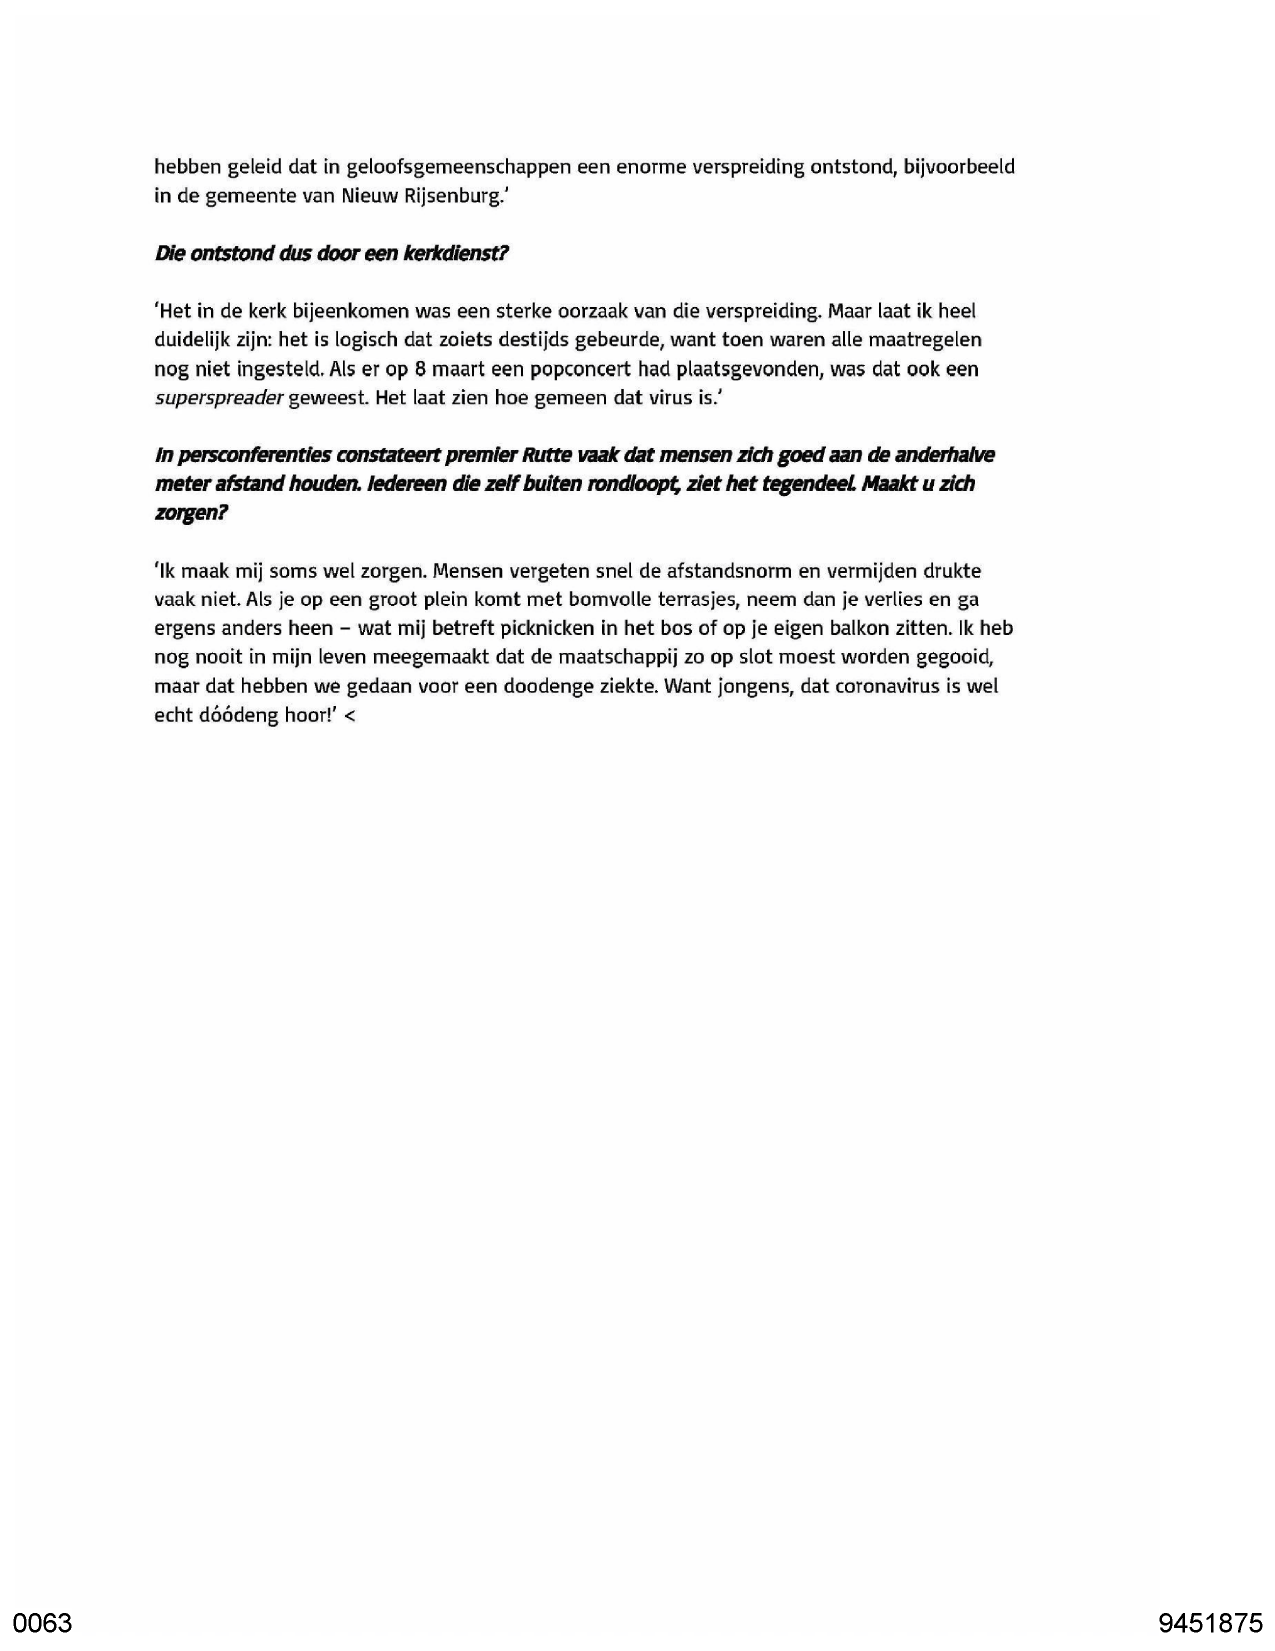 hebben geleid dat in geloofsgemeenschappen een enorme verspreiding ontstond, bijvoorbeeld
in de gemeente van Nieuw Rijsenburg.’
Die ontstond dus door een kerkdienst?
‘Het in de kerk bijeenkomen was een sterke oorzaak van die verspreiding. Maar laat ik heel
duidelijk zijn: het is logisch dat zoiets destijds gebeurde, want toen waren alle maatregelen
nog niet ingesteld. Als er op 8 maart een popconcert had plaatsgevonden, was dat ook een
superspreader geweest. Het laat zien hoe gemeen dat virus is.’
In persconferenties constateert premier Rutte vaak dat mensen zich goed aan de anderhalve
meter afstand houden. Iedereen die zelf buiten rondloopt, ziet het tegendeel. Maakt u zich
zorgen?
‘Ik maak mij soms wel zorgen. Mensen vergeten snel de afstandsnorm en vermijden drukte
vaak niet. Als je op een groot plein komt met bomvolle terrasjes, neem dan je verlies en ga
ergens anders heen – wat mij betreft picknicken in het bos of op je eigen balkon zitten. Ik heb
nog nooit in mijn leven meegemaakt dat de maatschappij zo op slot moest worden gegooid,
maar dat hebben we gedaan voor een doodenge ziekte. Want jongens, dat coronavirus is wel
echt dóódeng hoor!’ <
0063
9451875